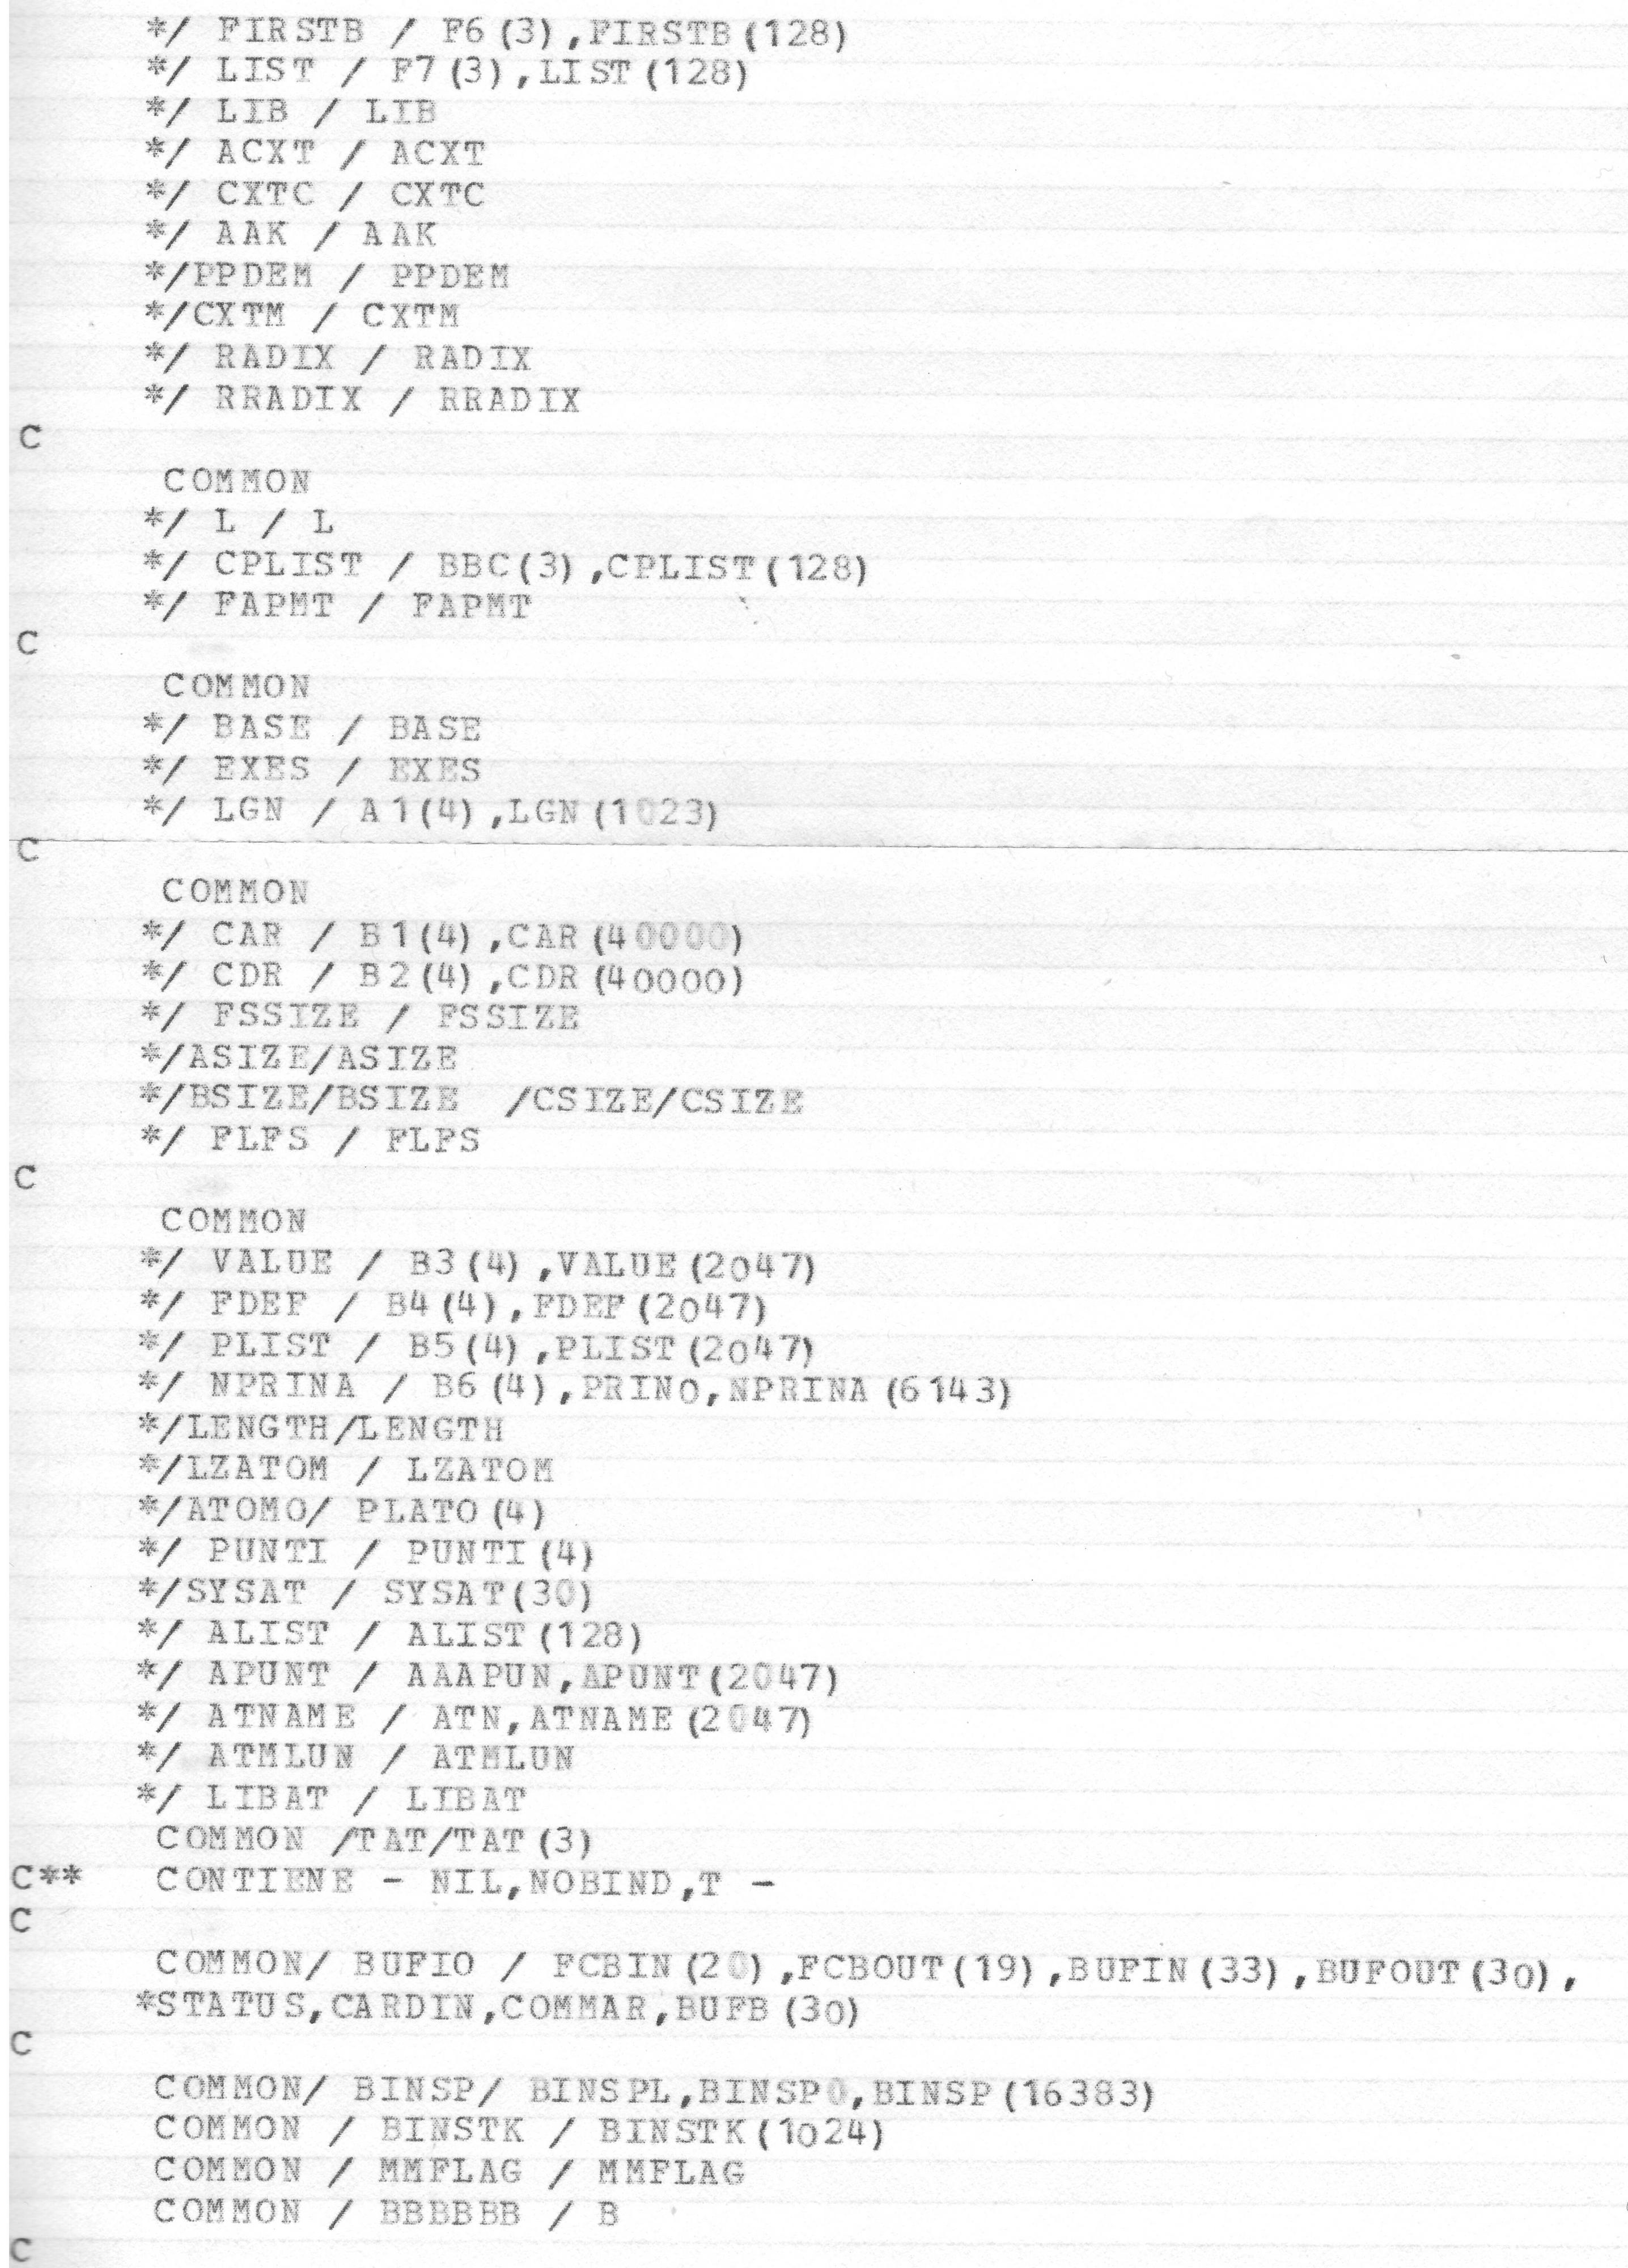 */ FIRSTB / F6(3),FIRSTB(128)
*/ LIST / F7(3),LIST(128)
*/ LIB / LIB
*/ ACXT / ACXT
*/ CXTC / CXTC
*/ AAK / AAK
*/PPDEM / PPDEM
*/CXTM / CXTM
*/ RADIX / RADIX
*/ RRADIX / RRADIX
C
COMMON
*/ L / L
*/ CPLIST / BBC(3),CPLIST(128)
*/ FAPMT / FAPMT
C
COMMON
*/ BASE / BASE
*/ EXES / EXES
*/ LGN / A1(4),LGN(1023)
C
COMMON
*/ CAR / B1(4),CAR(40000)
*/ CDR / B2(4),CDR(40000)
*/ FSSIZE / FSSIZE
*/ASIZE/ASIZE
*/BSIZE/BSIZE  /CSIZE/CSIZE
*/ FLFS / FLFS
C
COMMON
*/ VALUE / B3(4),VALUE(2047)
*/ FDEF / B4(4),FDEF(2047)
*/ PLIST / B5(4),PLIST(2047)
*/ NPRINA / B6(4),PRINO,NPRINA(6143)
*/LENGTH/LENGTH
*/LZATOM / LZATOM
*/ATOMO/ PLATO(4)
*/ PUNTI / PUNTI(4)
*/SYSAT / SYSAT(30)
*/ ALIST / ALIST(128)
*/ APUNT / AAAPUN,APUNT(2047)
*/ ATNAME / ATN,ATNAME(2047)
*/ ATMLUN / ATMLUN
*/ LIBAT / LIBAT
COMMON /TAT/TAT(3)
C** CONTIENE - NIL,NOBIND,T -
C
COMMON/ BUFIO / FCBIN(20),FCBOUT(19),BUFIN(33),BUFOUT(30),
*STATUS,CARDIN,COMMAR,BUFB(30)
C
COMMON/ BINSP/ BINSPL,BINSP0,BINSP(16383)
COMMON / BINSTK / BINSTK(1024)
COMMON / MMFLAG / MMFLAG
COMMON / BBBBBB / B
C